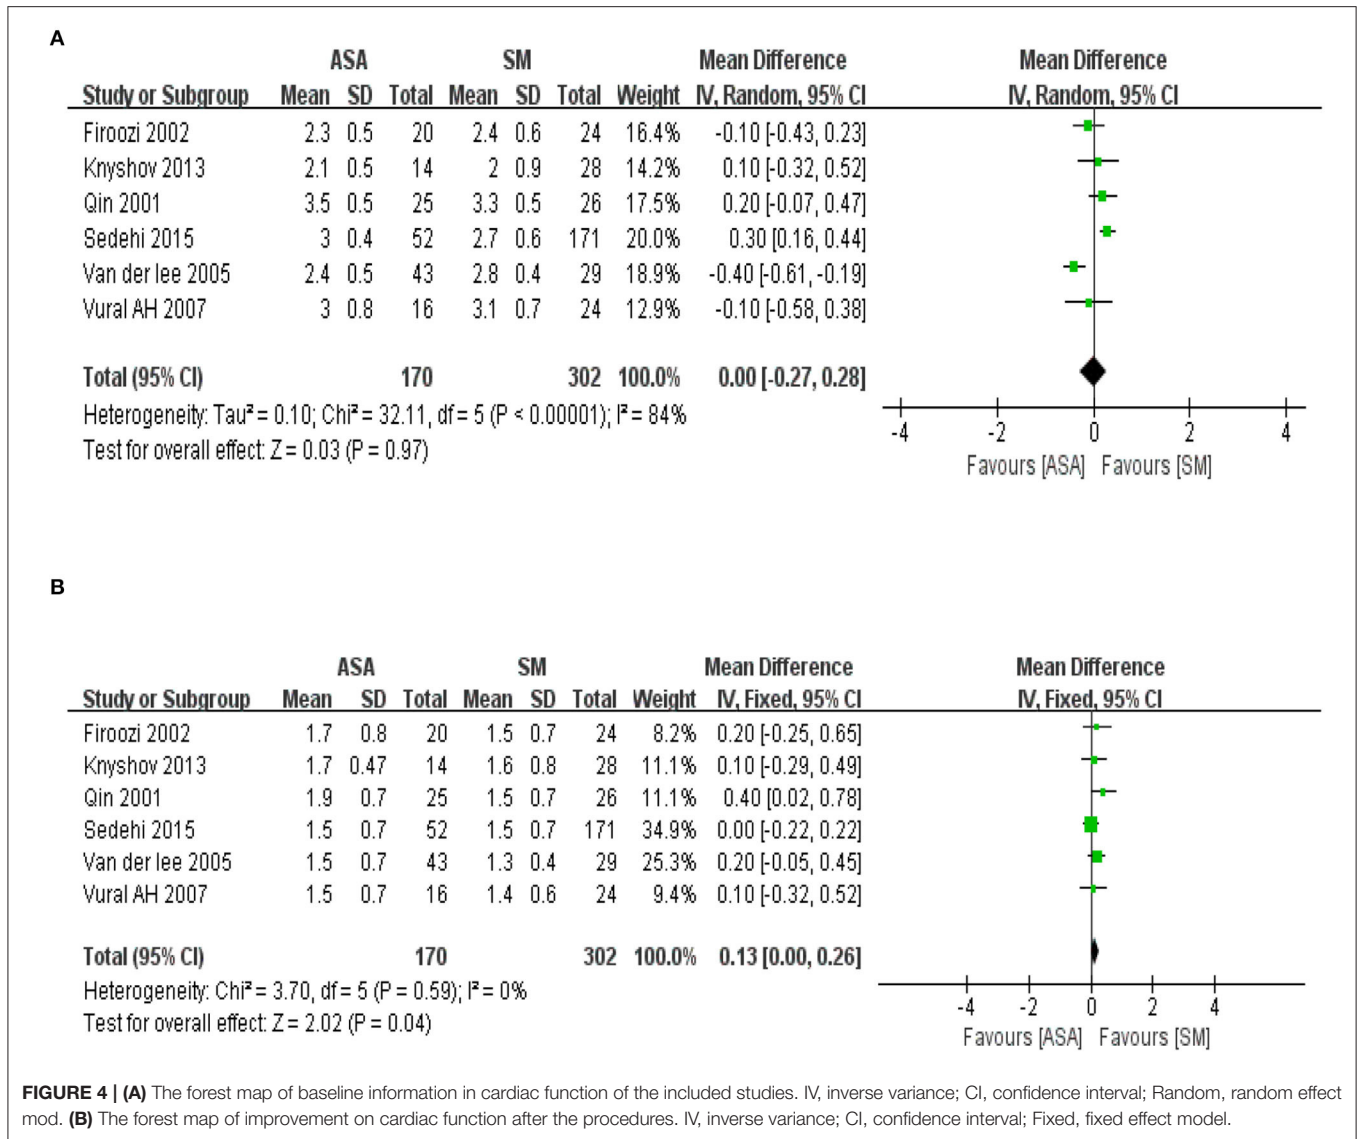 A
ASA SM Mean Difference Mean Difference
Study or Subgroup Mean SD Total Mean SD Total Weight IV, Random, 95% CI IV, Random, 95% CI
Firoozi 2002 2.3 0.5 20 2.4 0.6 24 16.4% -0.10 [-0.43, 0.23]
Knyshov 2013 2.1 0.5 14 2 0.9 28 14.2% 0.10 [-0.32, 0.52]
Qin 2001 3.5 0.5 25 3.3 0.5 26 17.5% 0.20 [-0.07, 0.47]
Sedehi 2015 3 0.4 52 2.7 0.6 171 20.0% 0.30 [0.16, 0.44]
Van der lee 2005 2.4 0.5 43 2.8 0.4 29 18.9% -0.40 [-0.61, -0.19]
Vural AH 2007 3 0.8 16 3.1 0.7 24 12.9% -0.10 [-0.58, 0.38]
Total (95% CI) 170 302 100.0% 0.00 [-0.27, 0.28]
Heterogeneity: Tau² = 0.10; Chi² = 32.11, df = 5 (P < 0.00001); I² = 84%
Test for overall effect: Z = 0.03 (P = 0.97)
-4 -2 0 2 4
Favours [ASA] Favours [SM]
B
ASA SM Mean Difference Mean Difference
Study or Subgroup Mean SD Total Mean SD Total Weight IV, Fixed, 95% CI IV, Fixed, 95% CI
Firoozi 2002 1.7 0.8 20 1.5 0.7 24 8.2% 0.20 [-0.25, 0.65]
Knyshov 2013 1.7 0.47 14 1.6 0.8 28 11.1% 0.10 [-0.29, 0.49]
Qin 2001 1.9 0.7 25 1.5 0.7 26 11.1% 0.40 [0.02, 0.78]
Sedehi 2015 1.5 0.7 52 1.5 0.7 171 34.9% 0.00 [-0.22, 0.22]
Van der lee 2005 1.5 0.7 43 1.3 0.4 29 25.3% 0.20 [-0.05, 0.45]
Vural AH 2007 1.5 0.7 16 1.4 0.6 24 9.4% 0.10 [-0.32, 0.52]
Total (95% CI) 170 302 100.0% 0.13 [0.00, 0.26]
Heterogeneity: Chi² = 3.70, df = 5 (P = 0.59); I² = 0%
Test for overall effect: Z = 2.02 (P = 0.04)
-4 -2 0 2 4
Favours [ASA] Favours [SM]
FIGURE 4 | (A) The forest map of baseline information in cardiac function of the included studies. IV, inverse variance; CI, confidence interval; Random, random effect
mod. (B) The forest map of improvement on cardiac function after the procedures. IV, inverse variance; CI, confidence interval; Fixed, fixed effect model.